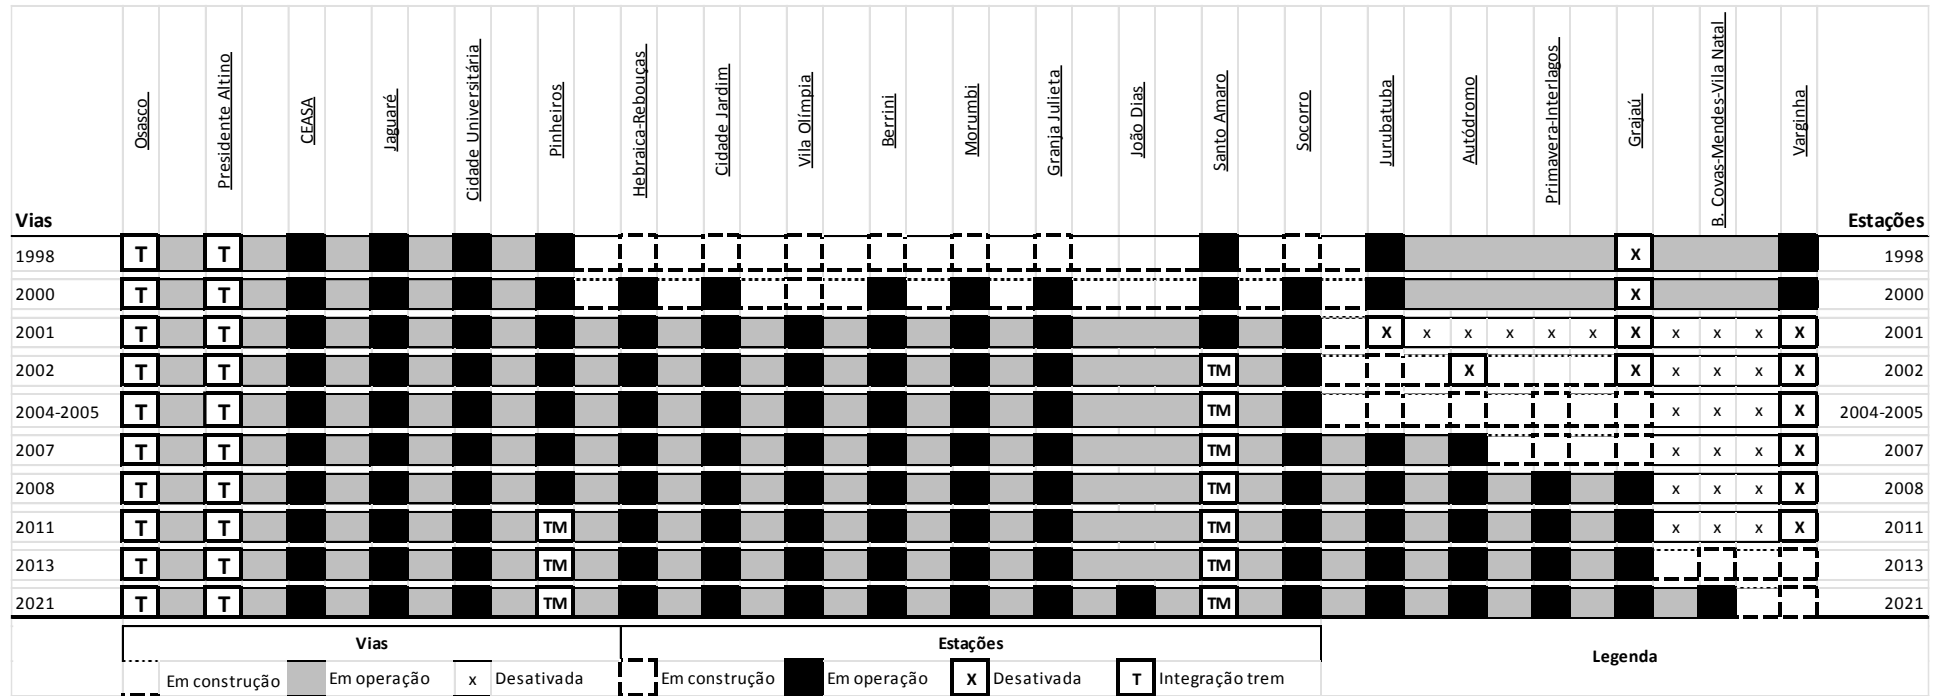 Osasco
Presidente Altino
CEASA
Jaguaré
Cidade Universitária
Pinheiros
Hebraica-Rebouças
Cidade Jardim
Vila Olímpia
Berrini
Morumbi
Granja Julieta
João Dias
Santo Amaro
Socorro
Jurubatuba
Autódromo
Primavera-Interlagos
Grajaú
B. Covas-Mendes-Vila Natal
Varginha
Vias Estações
1998 T T X 1998
2000 T T X 2000
2001 T T X x x x x x X x x x X 2001
2002 T T TM X X x x x X 2002
2004-2005 T T TM x x x X 2004-2005
2007 T T TM x x x X 2007
2008 T T TM x x x X 2008
2011 T T TM TM x x x X 2011
2013 T T TM TM 2013
2021 T T TM TM 2021
Vias Estações Legenda
Em construção Em operação x Desativada Em construção Em operação X Desativada T Integração trem